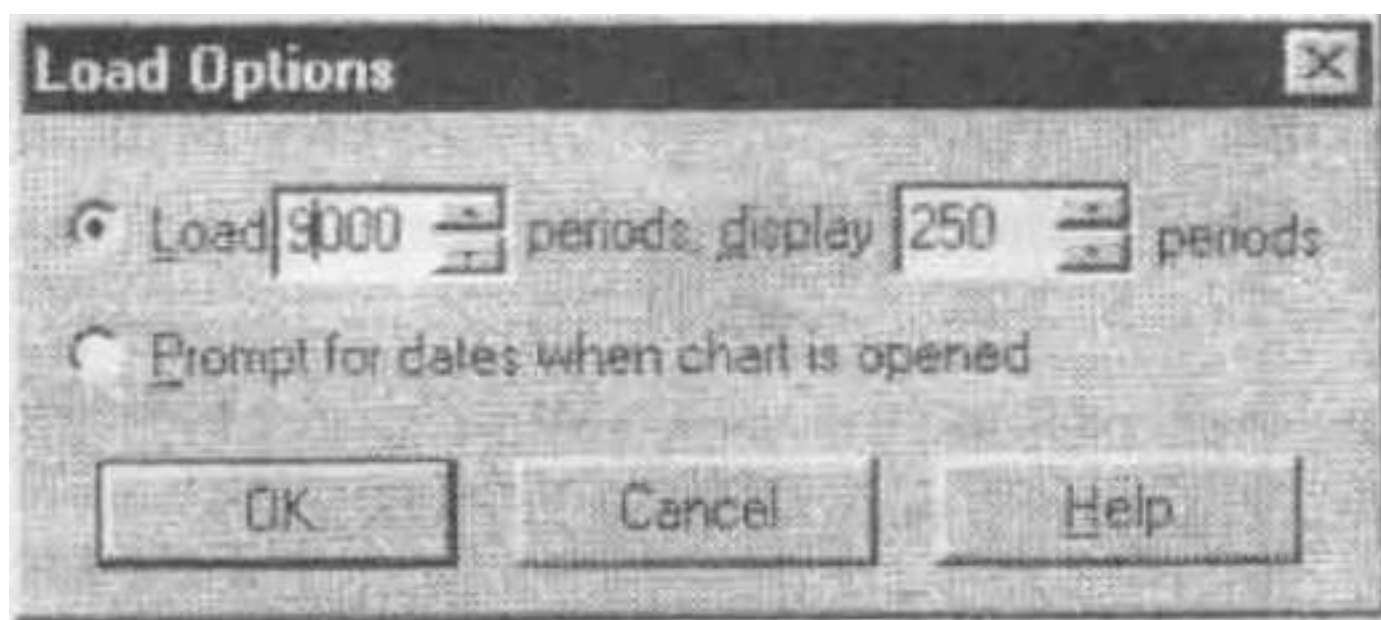 Load Options
Load 9000 periods, display 250 periods
Prompt for dates when chart is opened
OK Cancel Help